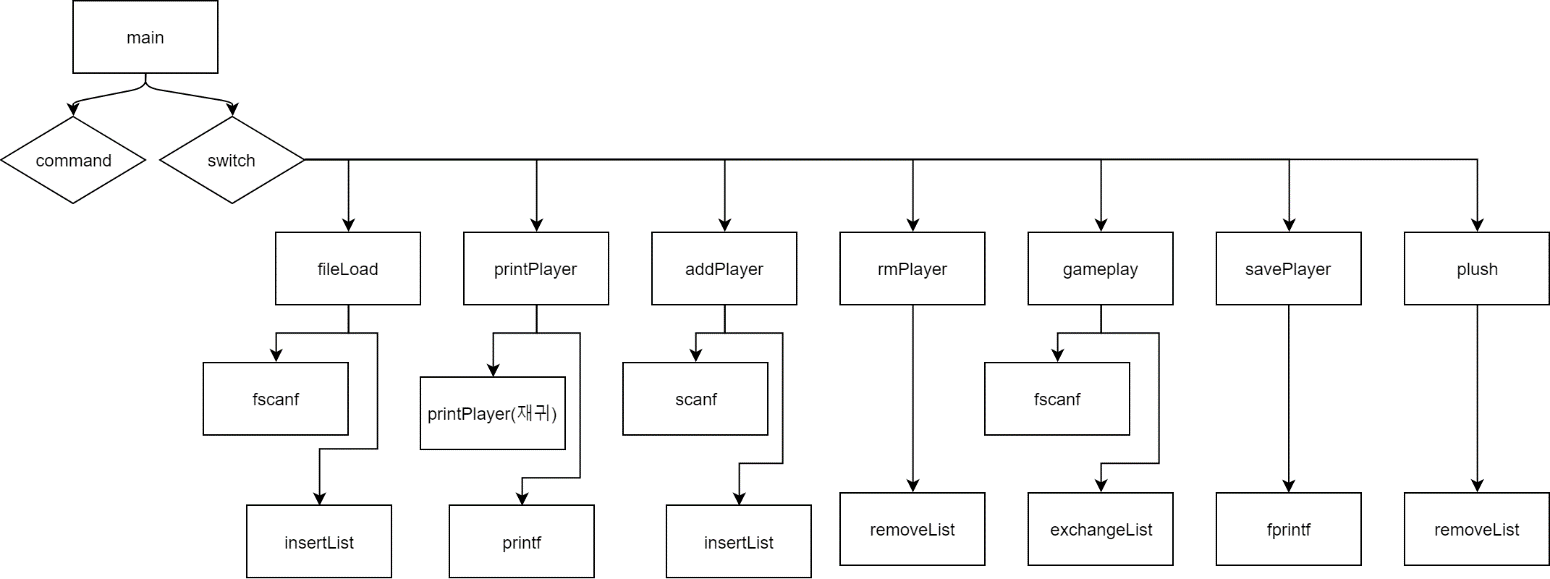 main
command
switch
fileLoad
printPlayer
addPlayer
rmPlayer
gameplay
savePlayer
plush
fscanf
printPlayer(재귀)
scanf
fscanf
insertList
printf
insertList
removeList
exchangeList
fprintf
removeList